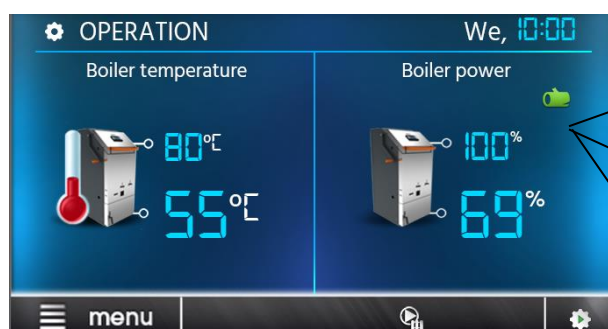 OPERATION
We, 10:00
Boiler temperature
Boiler power
80°C
100%
55°C
69%
menu